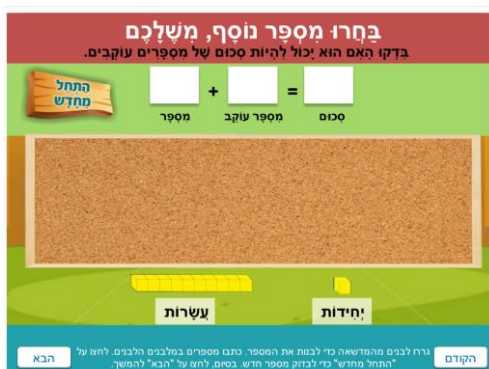 בַּחֲרוּ מִסְפָּר נוֹסָף, מִשֶּׁלָּכֶם
בִּדְקוּ הַאִם הוּא יָכוֹל לִהְיוֹת סְכוּם שֶׁל מִסְפָּרִים עוֹקְבִים.
הַתְחֵל
מֵחָדָשׁ
+ =
מִסְפָּר מִסְפָּר עוֹקֵב סְכוּם
עֲשָׂרוֹת יְחִידוֹת
גררו לבנים מהמדשאה כדי לבנות את המספר. כתבו מספרים במלבנים הלבנים. לחצו על
"התחל מחדש" כדי לבדוק מספר חדש. בסיום, לחצו על "הבא" להמשך.
הבא
הקודם